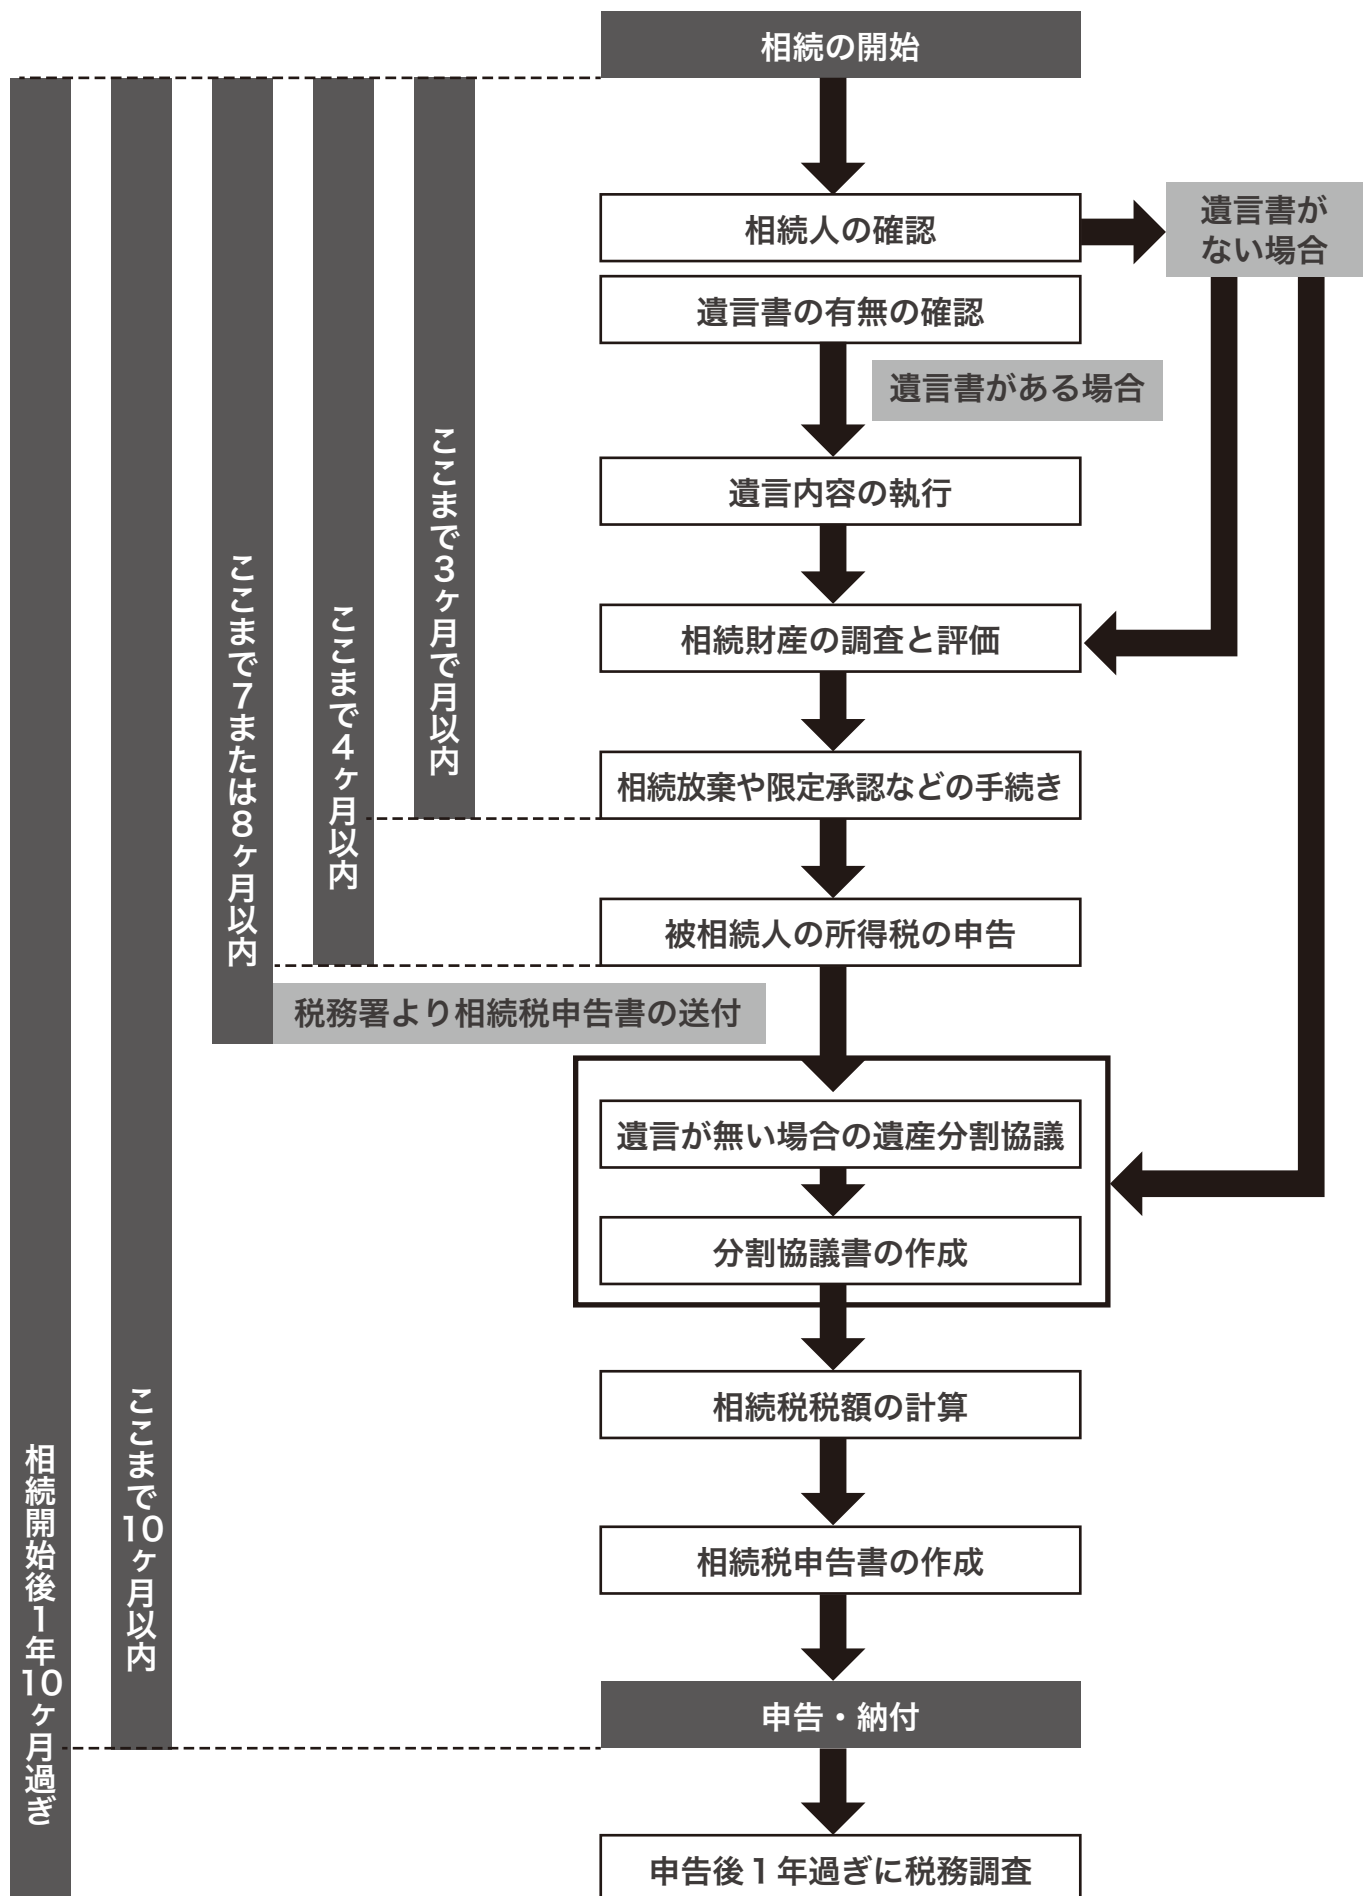 相続の開始
相続人の確認
遺言書が
ない場合
遺言書の有無の確認
遺言書がある場合
遺言内容の執行
相続財産の調査と評価
相続放棄や限定承認などの手続き
被相続人の所得税の申告
税務署より相続税申告書の送付
遺言が無い場合の遺産分割協議
分割協議書の作成
相続税税額の計算
相続税申告書の作成
申告・納付
申告後1年過ぎに税務調査
ここまで3ヶ月で月以内
ここまで4ヶ月以内
ここまで7または8ヶ月以内
ここまで10ヶ月以内
相続開始後1年10ヶ月過ぎ